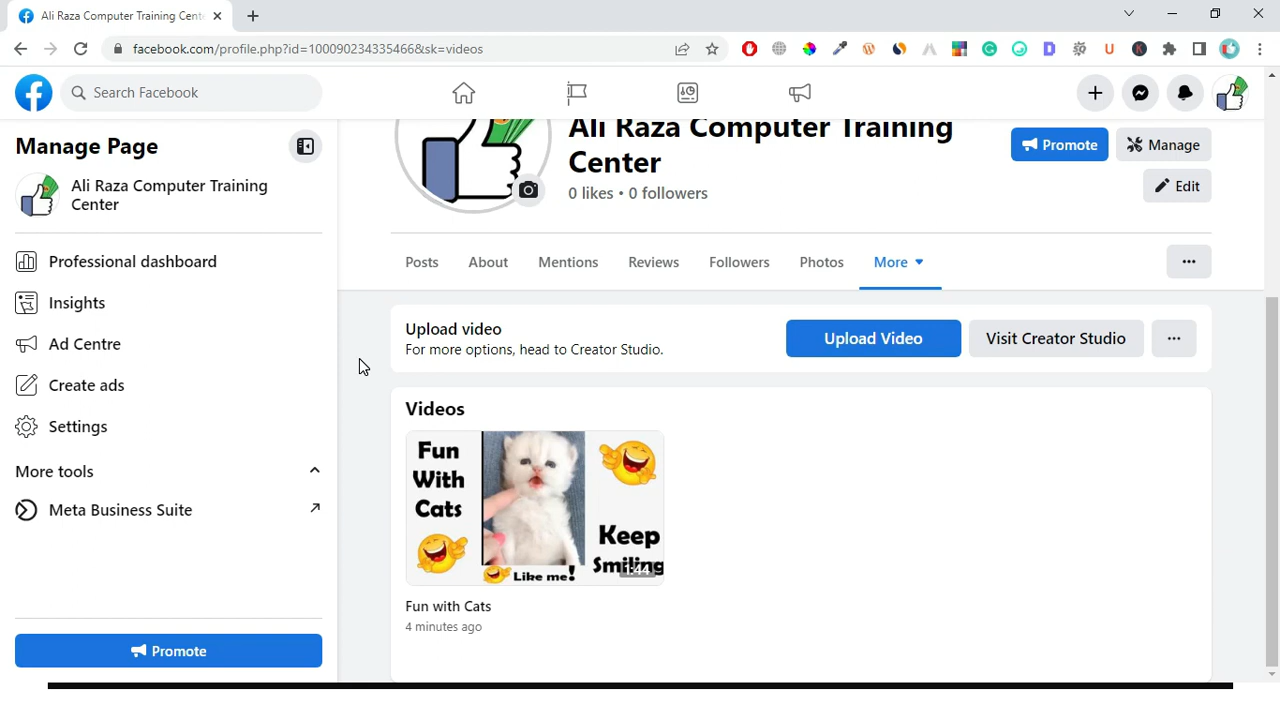 Ali Raza Computer Training Cent
facebook.com/profile.php?id=100090234335466&sk=videos
Search Facebook
Manage Page
Ali Raza Computer Training
Center
Professional dashboard
Insights
Ad Centre
Create ads
Settings
More tools
Meta Business Suite
Promote
Ali Raza Computer Training
Center
0 likes • 0 followers
Promote
Manage
Edit
Posts
About
Mentions
Reviews
Followers
Photos
More
Upload video
For more options, head to Creator Studio.
Upload Video
Visit Creator Studio
Videos
Fun
With
Cats
Keep
Smiling
Like me!
1:44
Fun with Cats
4 minutes ago